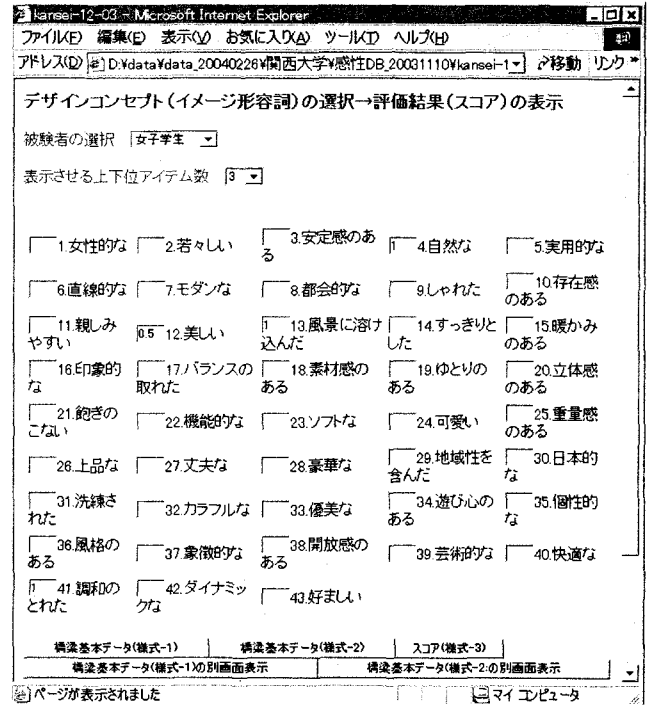 kansei-12-03 - Microsoft Internet Explorer
ファイル(F) 編集(E) 表示(V) お気に入り(A) ツール(T) ヘルプ(H)
アドレス(D) D:¥data¥data_20040226¥関西大学¥感性DB_20031110¥kansei-1 移動 リンク »
デザインコンセプト(イメージ形容詞)の選択→評価結果(スコア)の表示
被験者の選択 女子学生
表示させる上下位アイテム数 3
1.女性的な 2.若々しい 3.安定感のある 1 4.自然な 5.実用的な
6.直線的な 7.モダンな 8.都会的な 9.しゃれた 10.存在感のある
11.親しみやすい 0.5 12.美しい 1 13.風景に溶け込んだ 14.すっきりとした 15.暖かみのある
16.印象的な 17.バランスの取れた 18.素材感のある 19.ゆとりのある 20.立体感のある
21.飽きのこない 22.機能的な 23.ソフトな 24.可愛い 25.重量感のある
26.上品な 27.丈夫な 28.豪華な 29.地域性を含んだ 30.日本的な
31.洗練された 32.カラフルな 33.優美な 34.遊び心のある 35.個性的な
36.風格のある 37.象徴的な 38.開放感のある 39.芸術的な 40.快適な
1 41.調和のとれた 42.ダイナミックな 43.好ましい
橋梁基本データ(様式-1) 橋梁基本データ(様式-2) スコア(様式-3)
橋梁基本データ(様式-1)の別画面表示 橋梁基本データ(様式-2:の別画面表示
ページが表示されました マイ コンピュータ